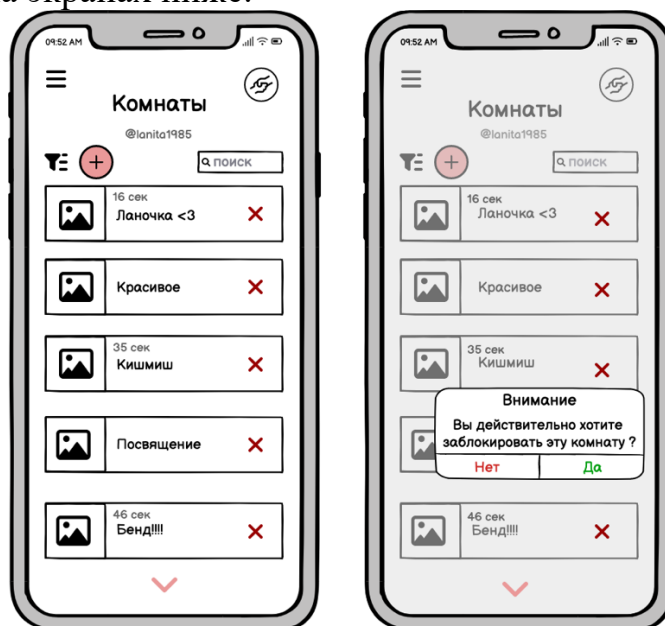 а экранах ниже:
09:52 AM
Комнаты
@lanita1985
поиск
16 сек
Ланочка <3
Красивое
35 сек
Кишмиш
Посвящение
46 сек
Бенд!!!!
09:52 AM
Комнаты
@lanita1985
поиск
16 сек
Ланочка <3
Красивое
35 сек
Кишмиш
Внимание
Вы действительно хотите
заблокировать эту комнату ?
Нет
Да
46 сек
Бенд!!!!